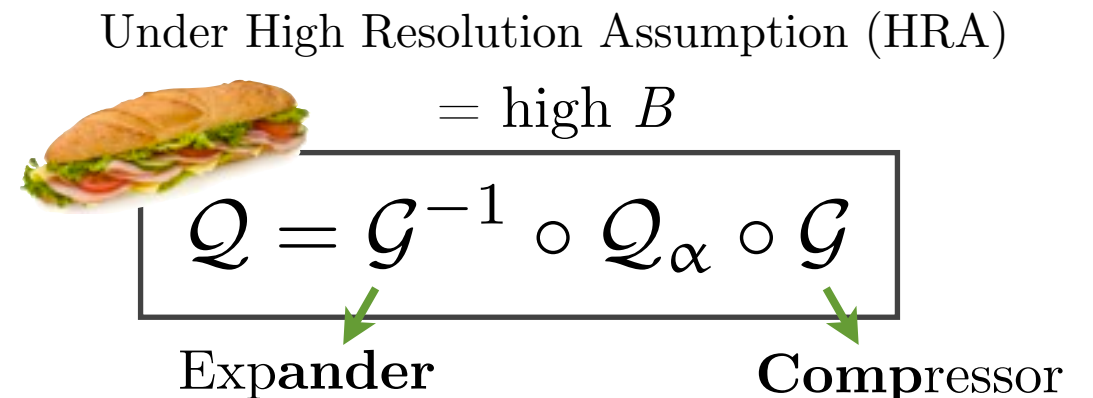 Under High Resolution Assumption (HRA)
= high B
𝒬 = 𝒢⁻¹ ∘ 𝒬_α ∘ 𝒢
Expander
Compressor